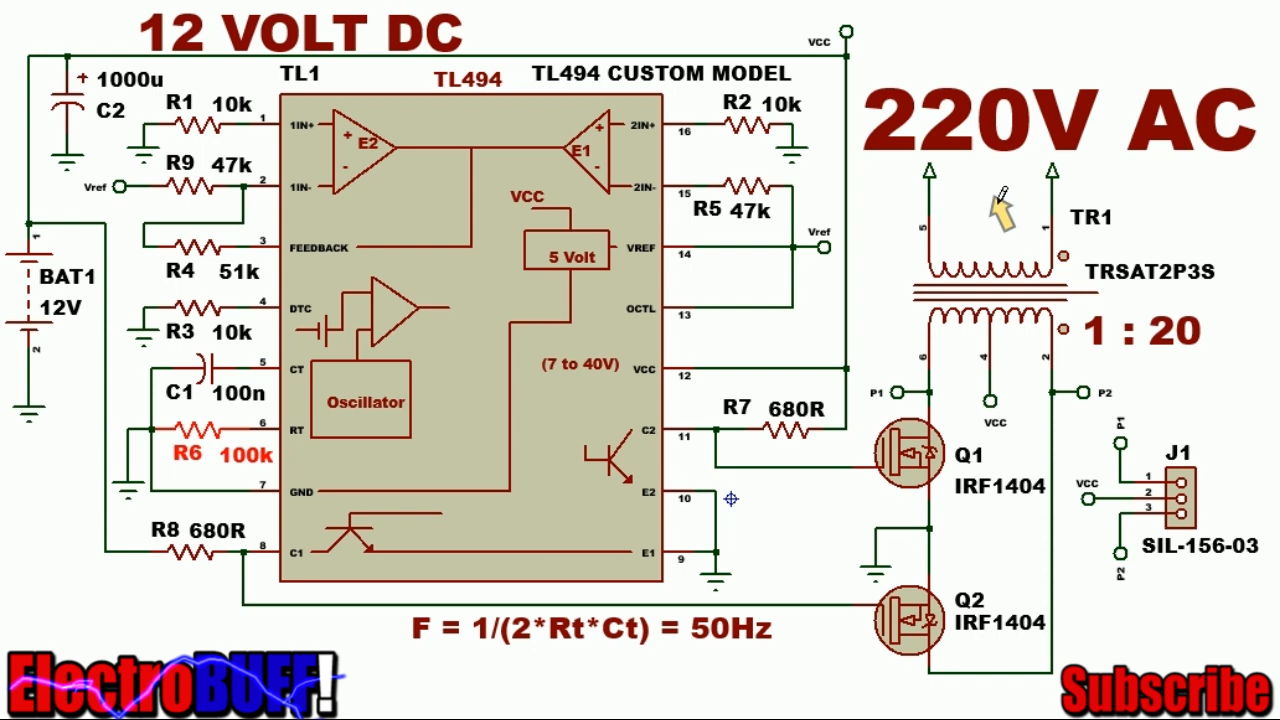 12 VOLT DC
VCC
TL1
TL494
TL494 CUSTOM MODEL
+
1000u
C2
R1 10k
1
1IN+
+
E2
-
+
E1
-
2IN+
16
R2 10k
220V AC
R9 47k
Vref
2
1IN-
2IN-
15
R5 47k
VCC
5
1
TR1
3
FEEDBACK
5 Volt
VREF
14
Vref
R4 51k
1
BAT1
12V
2
TRSAT2P3S
4
DTC
OCTL
13
R3 10k
1 : 20
5
CT
(7 to 40V)
VCC
12
6
4
2
C1 100n
Oscillator
P1
P2
VCC
R7 680R
6
RT
C2
11
R6 100k
P1
Q1
IRF1404
J1
7
GND
E2
10
VCC
1
2
3
R8 680R
8
C1
E1
9
SIL-156-03
P2
Q2
IRF1404
F = 1/(2*Rt*Ct) = 50Hz
ElectroBUFF!
Subscribe